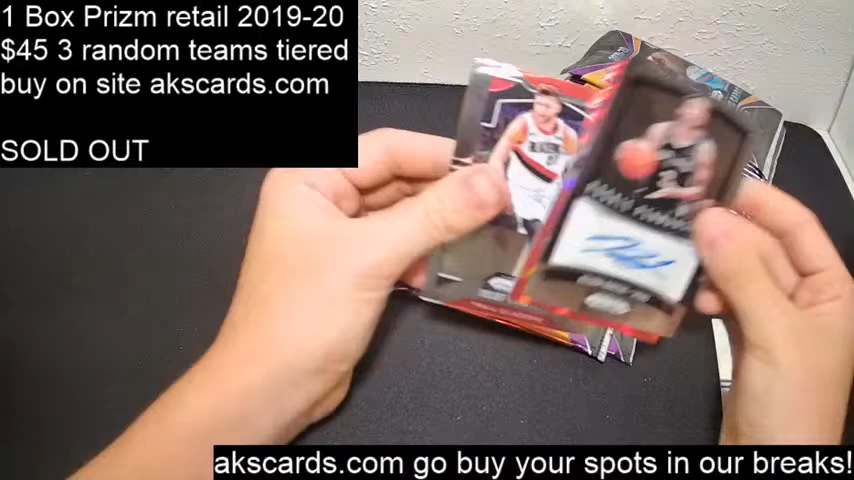 1 Box Prizm retail 2019-20
$45 3 random teams tiered
buy on site akscards.com
SOLD OUT
akscards.com go buy your spots in our breaks!